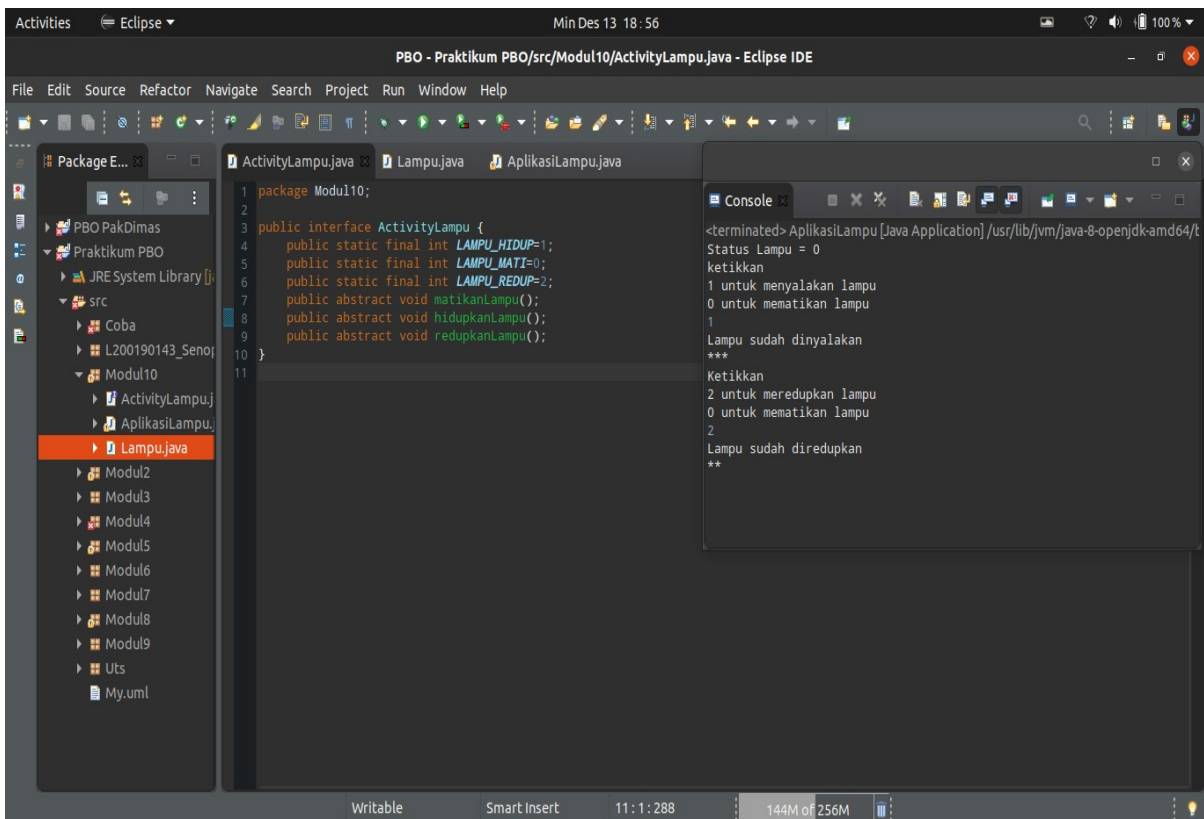 Activities
Eclipse
Min Des 13 18:56
100 %
PBO - Praktikum PBO/src/Modul10/ActivityLampu.java - Eclipse IDE
File Edit Source Refactor Navigate Search Project Run Window Help
Package E...
PBO PakDimas
Praktikum PBO
JRE System Library
src
Coba
L200190143_Senop
Modul10
ActivityLampu.j
AplikasiLampu.j
Lampu.java
Modul2
Modul3
Modul4
Modul5
Modul6
Modul7
Modul8
Modul9
Uts
My.uml
ActivityLampu.java
Lampu.java
AplikasiLampu.java
1 package Modul10;
2
3 public interface ActivityLampu {
4 public static final int LAMPU_HIDUP=1;
5 public static final int LAMPU_MATI=0;
6 public static final int LAMPU_REDUP=2;
7 public abstract void matikanLampu();
8 public abstract void hidupkanLampu();
9 public abstract void redupkanLampu();
10 }
11
Console
<terminated> AplikasiLampu [Java Application] /usr/lib/jvm/java-8-openjdk-amd64/b
Status Lampu = 0
ketikkan
1 untuk menyalakan lampu
0 untuk mematikan lampu
1
Lampu sudah dinyalakan
***
Ketikkan
2 untuk meredupkan lampu
0 untuk mematikan lampu
2
Lampu sudah diredupkan
**
Writable
Smart Insert
11:1:288
144M of 256M